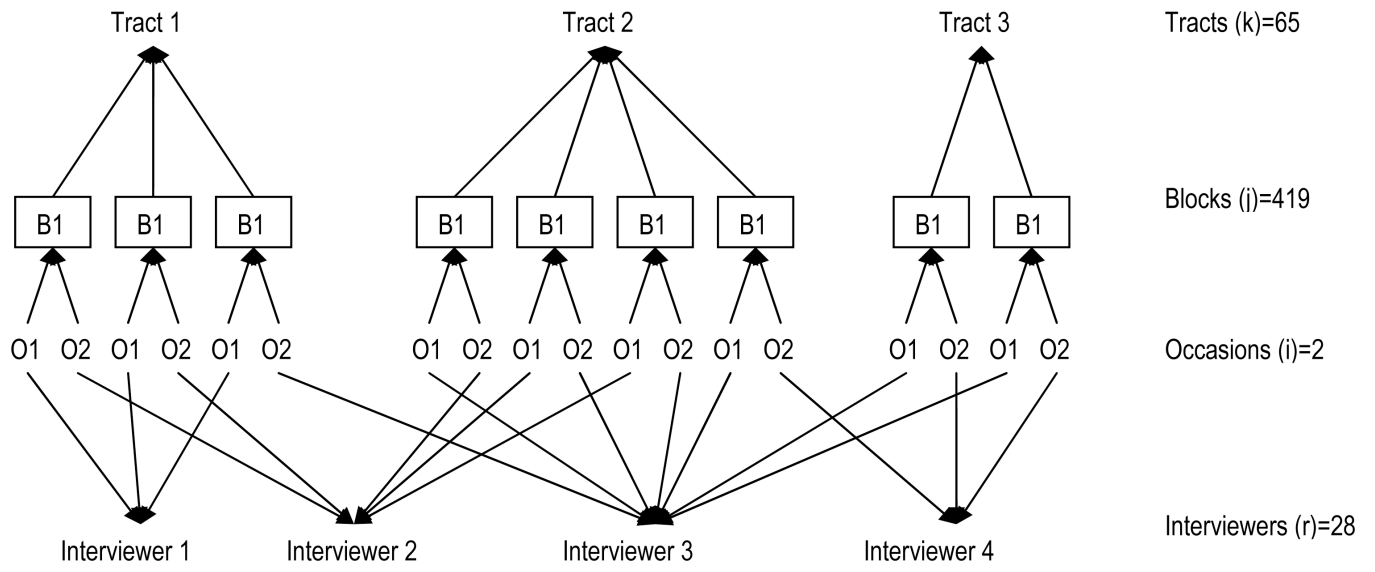 Tract 1 Tract 2 Tract 3 Tracts (k)=65
B1 B1 B1 B1 B1 B1 B1 B1 B1 Blocks (j)=419
O1 O2 O1 O2 O1 O2 O1 O2 O1 O2 O1 O2 O1 O2 O1 O2 O1 O2 Occasions (i)=2
Interviewer 1 Interviewer 2 Interviewer 3 Interviewer 4 Interviewers (r)=28